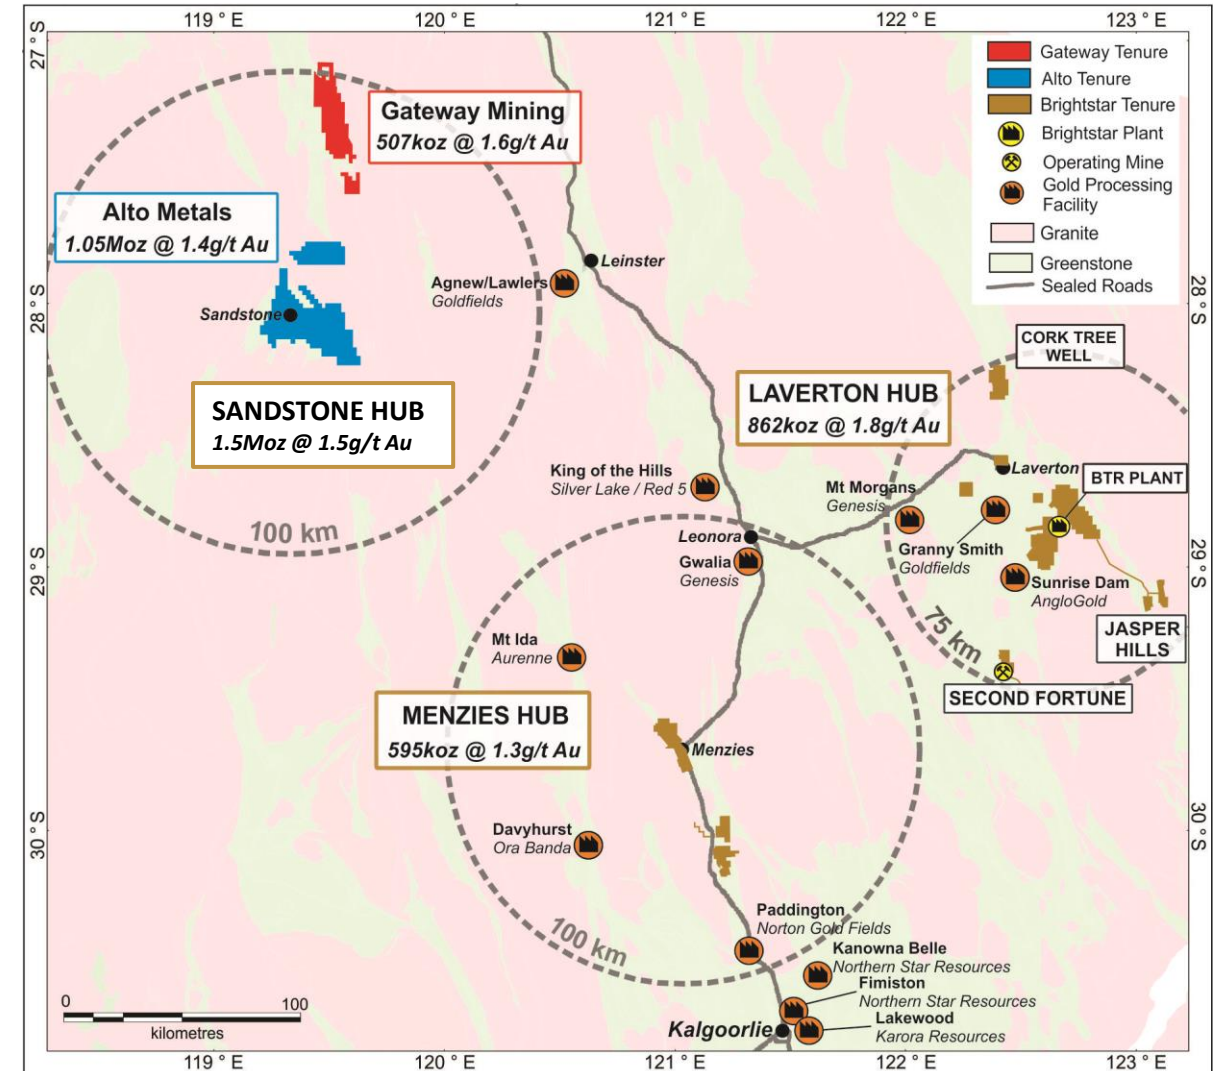 119 ° E
120 ° E
121 ° E
122 ° E
123 ° E
27° S
28° S
29° S
30° S
Gateway Tenure
Alto Tenure
Brightstar Tenure
Brightstar Plant
Operating Mine
Gold Processing
Facility
Granite
Greenstone
Sealed Roads
Gateway Mining
507koz @ 1.6g/t Au
Alto Metals
1.05Moz @ 1.4g/t Au
Sandstone
SANDSTONE HUB
1.5Moz @ 1.5g/t Au
100 km
Leinster
Agnew/Lawlers
Goldfields
28° S
CORK TREE
WELL
LAVERTON HUB
862koz @ 1.8g/t Au
King of the Hills
Silver Lake / Red 5
Laverton
BTR PLANT
Mt Morgans
Genesis
Leonora
Gwalia
Genesis
Granny Smith
Goldfields
29° S
Sunrise Dam
AngloGold
75 km
JASPER
HILLS
SECOND FORTUNE
Mt Ida
Aurenne
MENZIES HUB
595koz @ 1.3g/t Au
Menzies
Davyhurst
Ora Banda
30° S
100 km
Paddington
Norton Gold Fields
Kanowna Belle
Northern Star Resources
Fimiston
Northern Star Resources
Lakewood
Karora Resources
Kalgoorlie
0
100
kilometres
119 ° E
120 ° E
121 ° E
122 ° E
123 ° E